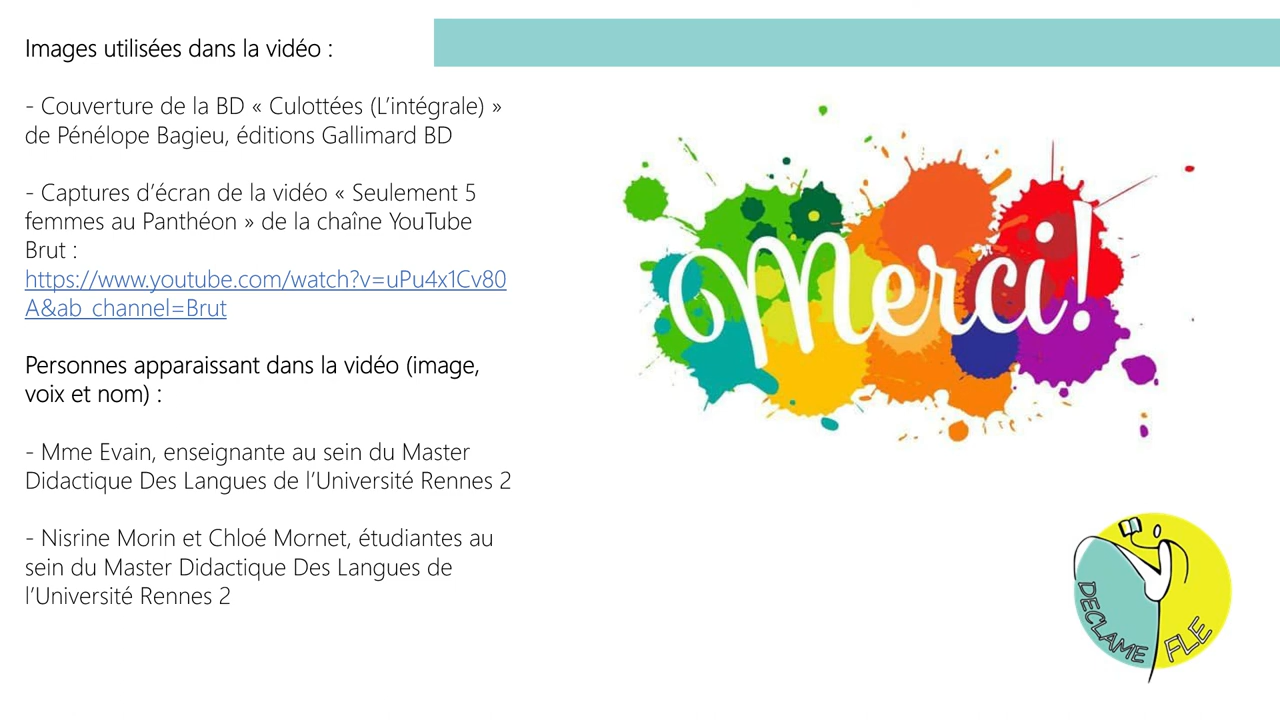 Images utilisées dans la vidéo :
- Couverture de la BD « Culottées (L’intégrale) »
de Pénélope Bagieu, éditions Gallimard BD
- Captures d’écran de la vidéo « Seulement 5
femmes au Panthéon » de la chaîne YouTube
Brut :
https://www.youtube.com/watch?v=uPu4x1Cv80
A&ab_channel=Brut
Personnes apparaissant dans la vidéo (image,
voix et nom) :
- Mme Evain, enseignante au sein du Master
Didactique Des Langues de l’Université Rennes 2
- Nisrine Morin et Chloé Mornet, étudiantes au
sein du Master Didactique Des Langues de
l’Université Rennes 2
Merci!
DECLAME FLE